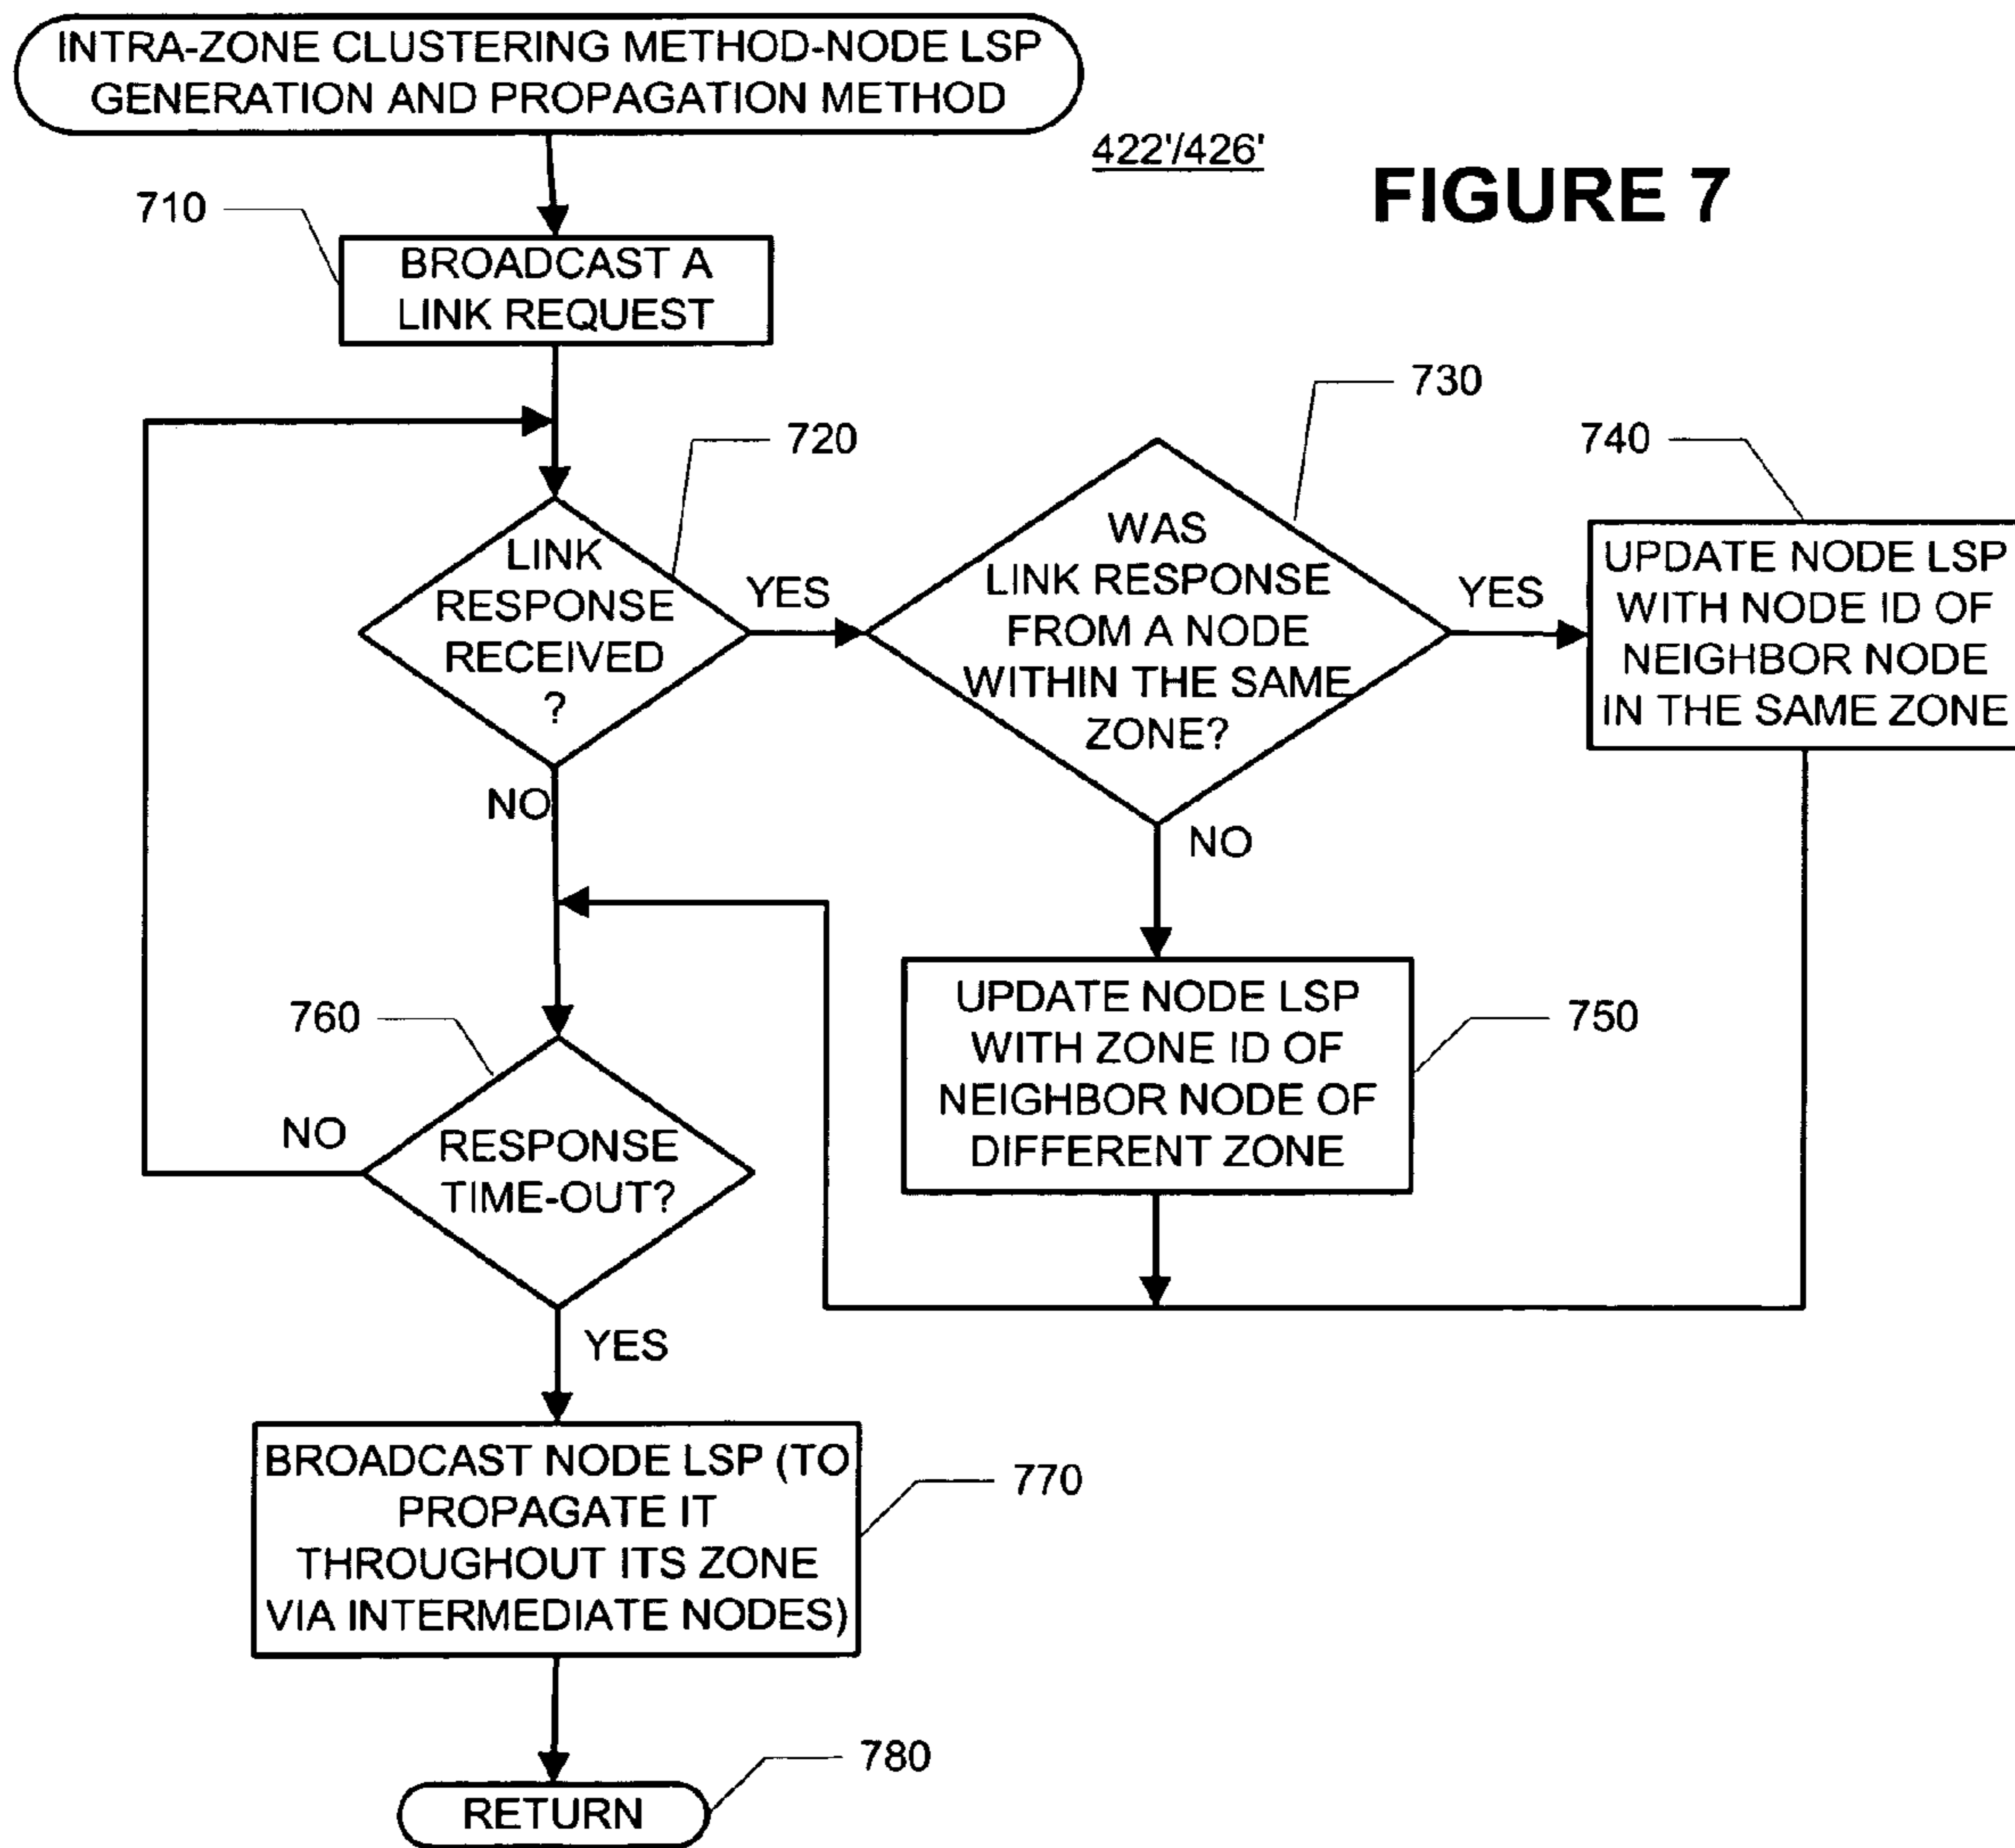 INTRA-ZONE CLUSTERING METHOD-NODE LSP
GENERATION AND PROPAGATION METHOD
422'/426'
FIGURE 7
710
BROADCAST A
LINK REQUEST
720
LINK
RESPONSE
RECEIVED
?
YES
NO
730
WAS
LINK RESPONSE
FROM A NODE
WITHIN THE SAME
ZONE?
YES
NO
740
UPDATE NODE LSP
WITH NODE ID OF
NEIGHBOR NODE
IN THE SAME ZONE
750
UPDATE NODE LSP
WITH ZONE ID OF
NEIGHBOR NODE OF
DIFFERENT ZONE
760
NO
RESPONSE
TIME-OUT?
YES
770
BROADCAST NODE LSP (TO
PROPAGATE IT
THROUGHOUT ITS ZONE
VIA INTERMEDIATE NODES)
780
RETURN